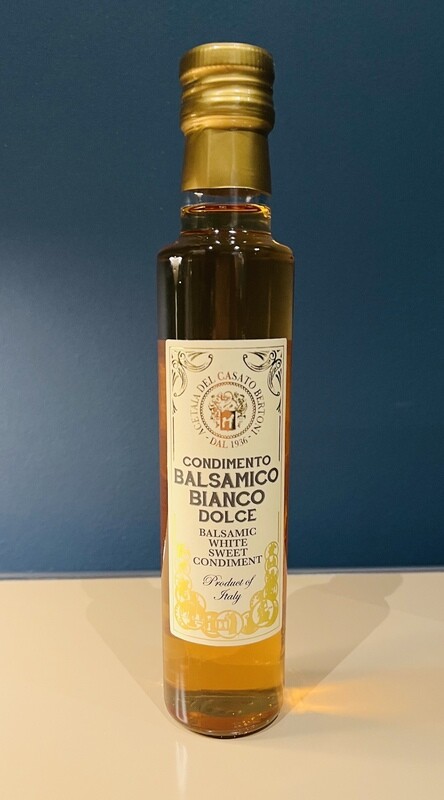 ACETAIA DEL CASATO BERTONI
- DAL 1936 -
CONDIMENTO
BALSAMICO
BIANCO
DOLCE
BALSAMIC
WHITE
SWEET
CONDIMENT
Product of
Italy